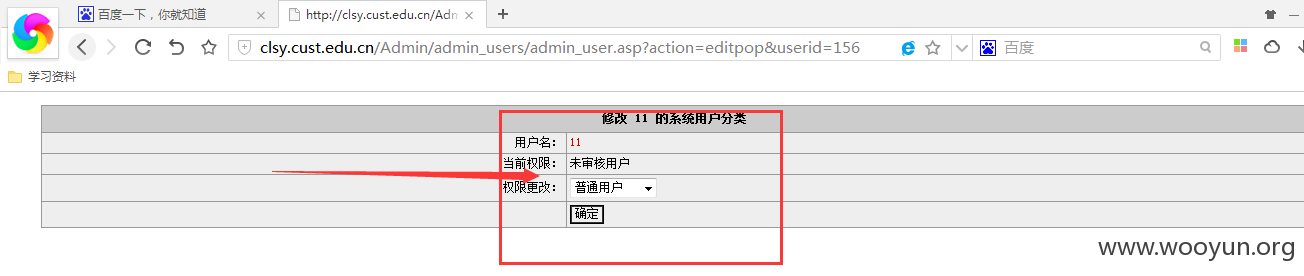 百度一下，你就知道
http://clsy.cust.edu.cn/Adn
clsy.cust.edu.cn/Admin/admin_users/admin_user.asp?action=editpop&userid=156
百度
学习资料
修改 11 的系统用户分类
用户名： 11
当前权限： 未审核用户
权限更改： 普通用户
确定
www.wooyun.org